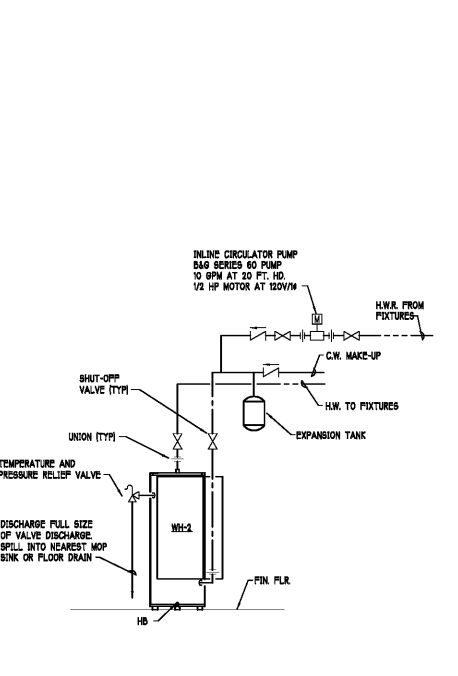 INLINE CIRCULATOR PUMP
B&G SERIES 60 PUMP
10 GPM AT 20 FT. HD.
1/2 HP MOTOR AT 120V/1Φ
M
H.W.R. FROM
FIXTURES
C.W. MAKE-UP
SHUT-OFF
VALVE (TYP)
H.W. TO FIXTURES
UNION (TYP)
EXPANSION TANK
TEMPERATURE AND
PRESSURE RELIEF VALVE
WH-2
DISCHARGE FULL SIZE
OF VALVE DISCHARGE.
SPILL INTO NEAREST MOP
SINK OR FLOOR DRAIN
FIN. FLR.
HB